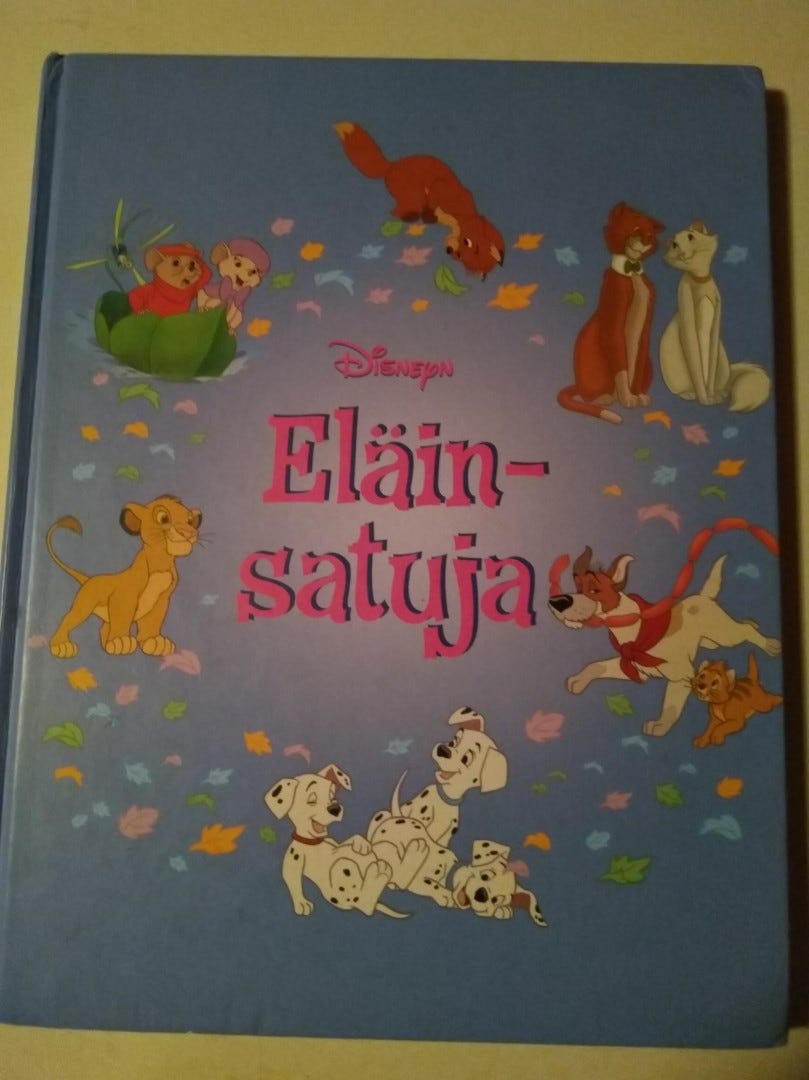 Disneyn
Eläin-
satuja